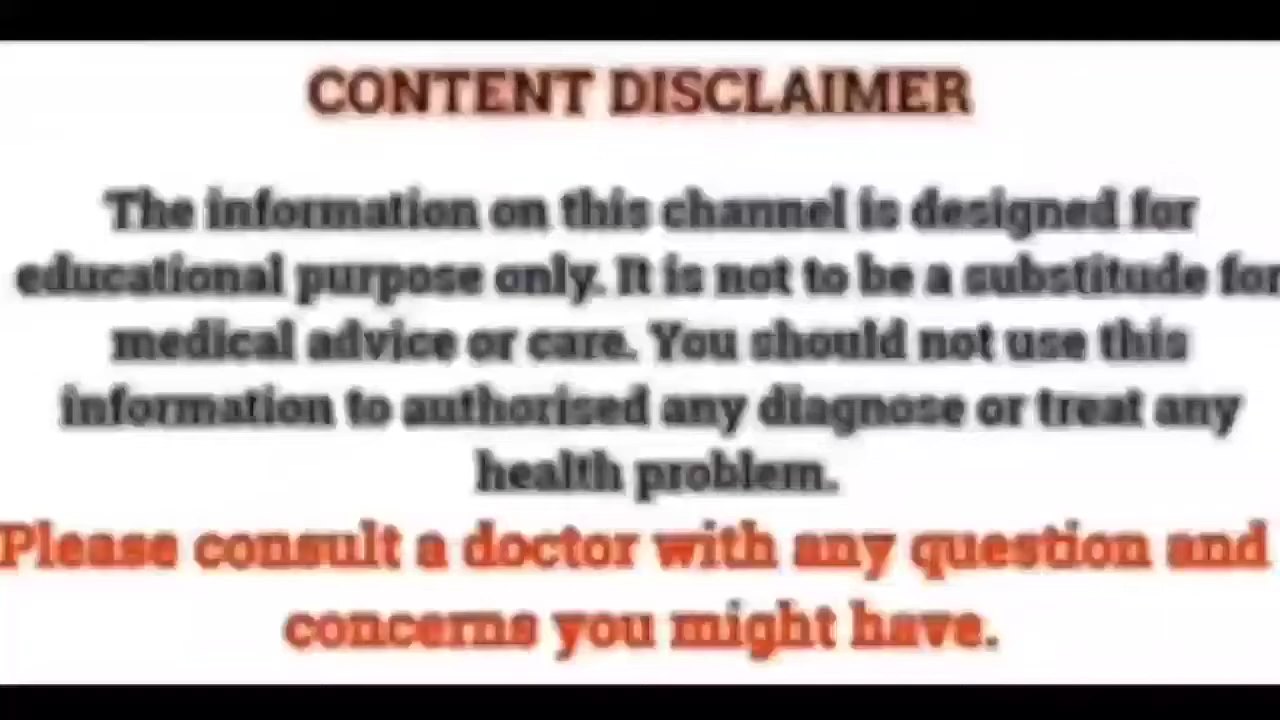 CONTENT DISCLAIMER
The information on this channel is designed for
educational purpose only. It is not to be a substitude for
medical advice or care. You should not use this
information to authorised any diagnose or treat any
health problem.
Please consult a doctor with any question and
concerns you might have.